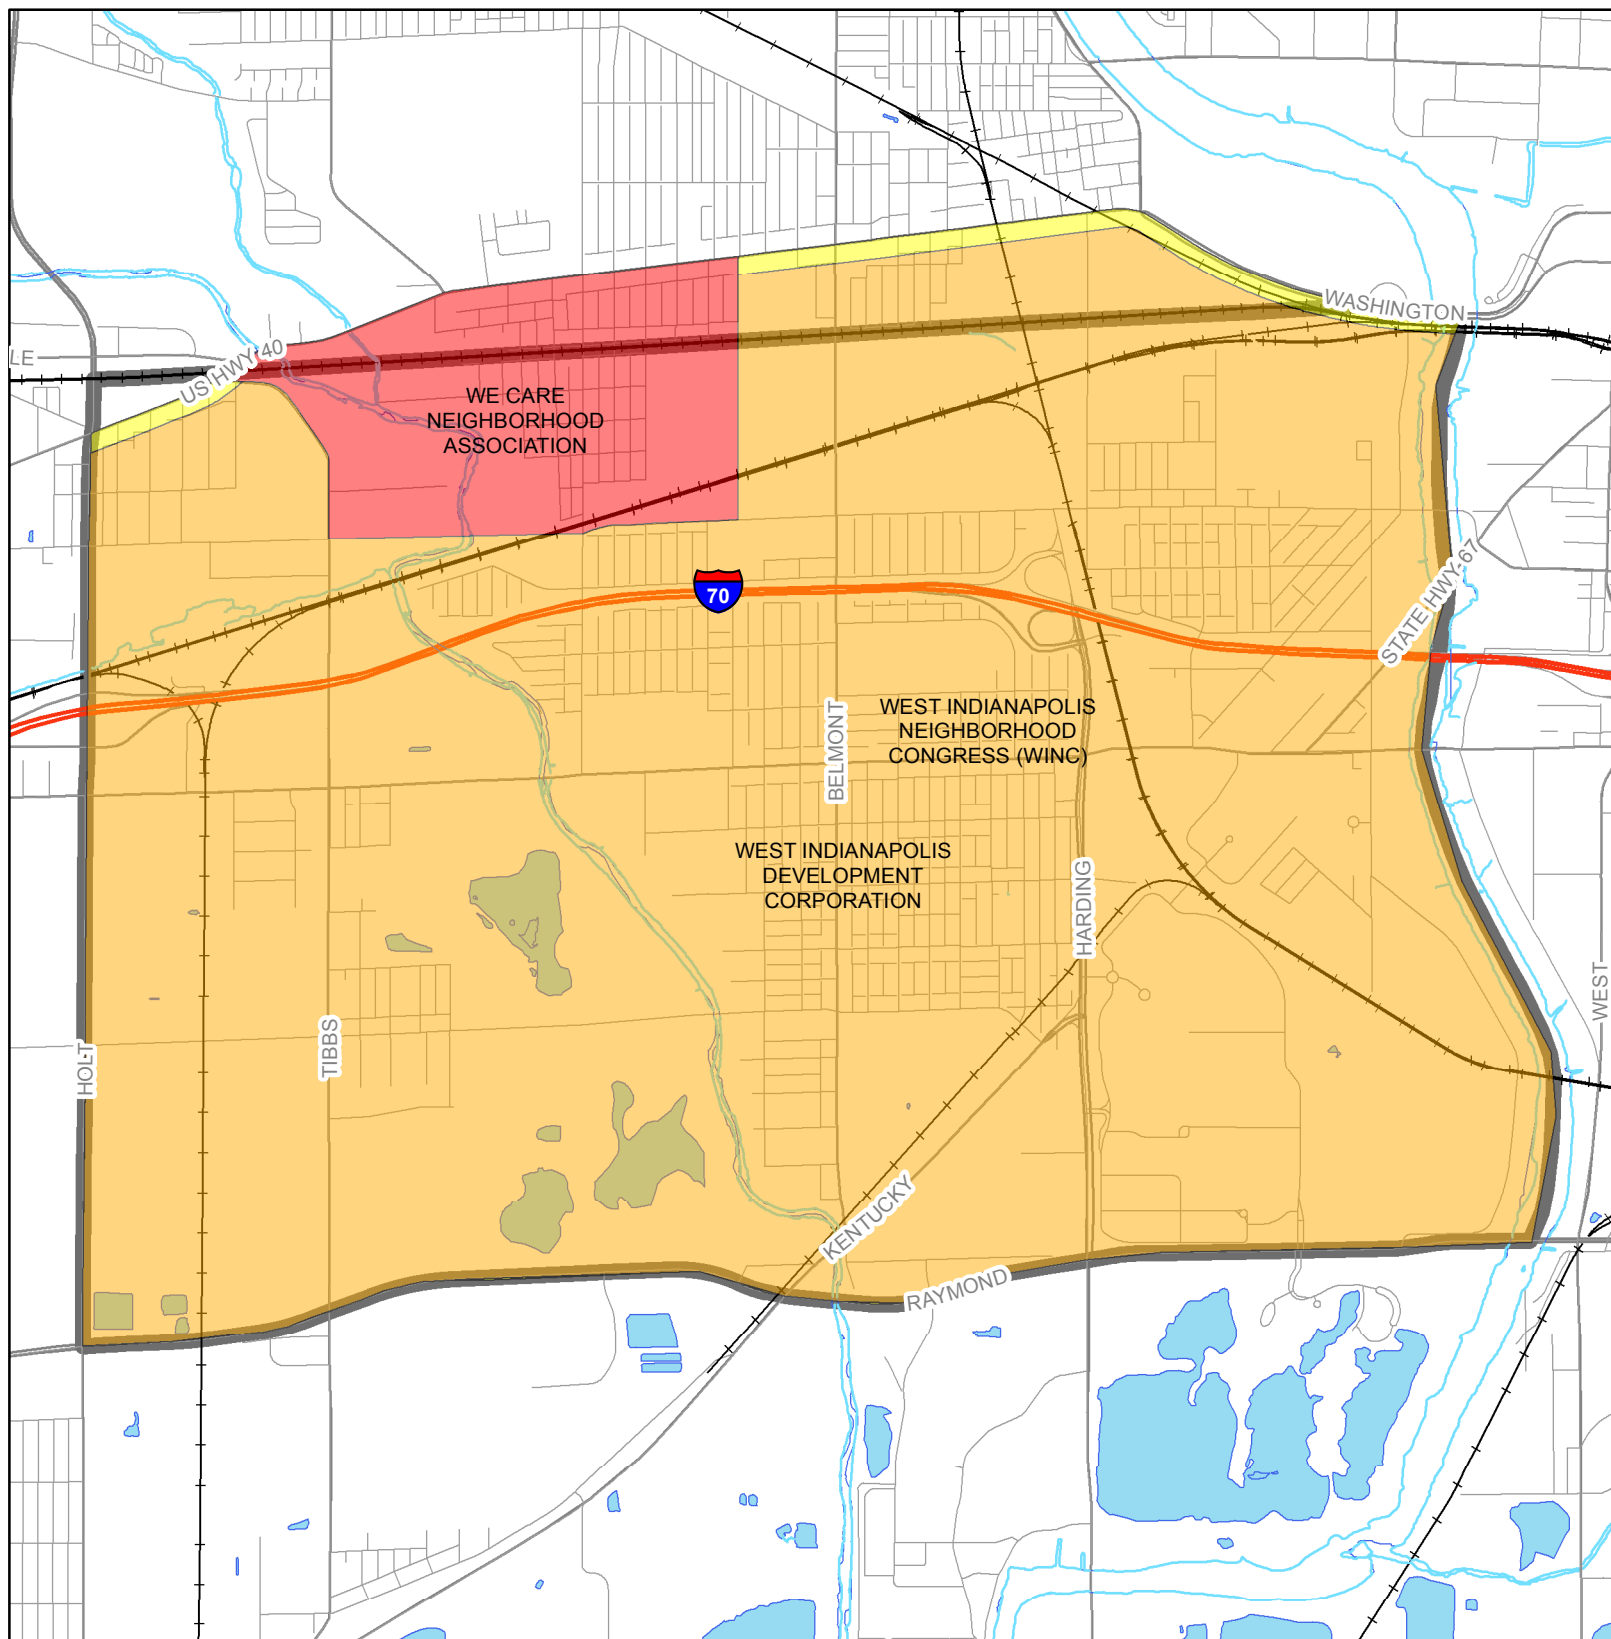 WASHINGTON
LE
US HWY 40
WE CARE
NEIGHBORHOOD
ASSOCIATION
70
STATE HWY 67
WEST INDIANAPOLIS
NEIGHBORHOOD
CONGRESS (WINC)
BELMONT
WEST INDIANAPOLIS
DEVELOPMENT
CORPORATION
HARDING
WEST
TIBBS
HOLT
KENTUCKY
RAYMOND